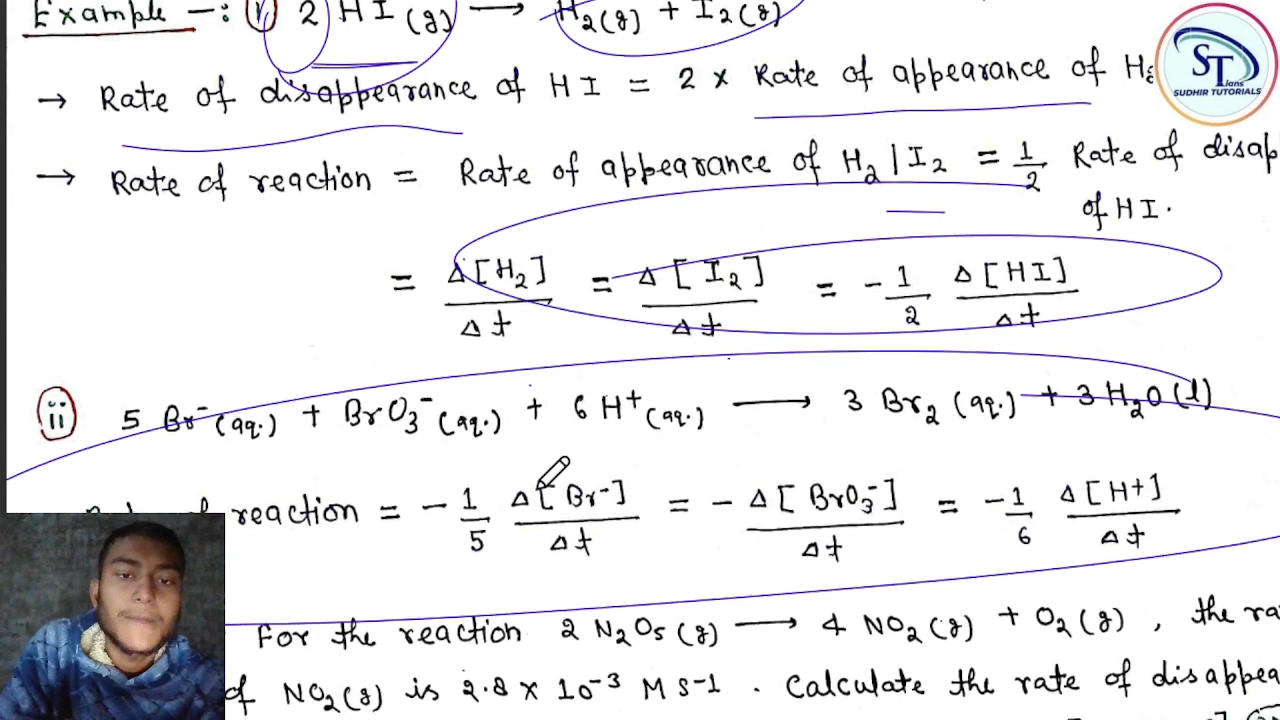 Example -: (i) 2 HI(g) ⟶ H₂(g) + I₂(g)
→ Rate of disappearance of HI = 2 × Rate of appearance of
ST ians
SUDHIR TUTORIALS
→ Rate of reaction = Rate of appearance of H₂ | I₂ = 1/2 Rate of disap
of HI.
= Δ[H₂]/Δt = Δ[I₂]/Δt = -1/2 Δ[HI]/Δt
(ii) 5 Br⁻(aq.) + BrO₃⁻(aq.) + 6 H⁺(aq.) ⟶ 3 Br₂(aq.) + 3 H₂O(l)
of reaction = -1/5 Δ[Br⁻]/Δt = -Δ[BrO₃⁻]/Δt = -1/6 Δ[H⁺]/Δt
For the reaction 2 N₂O₅(g) ⟶ 4 NO₂(g) + O₂(g), the ra
of NO₂(g) is 2.8 × 10⁻³ M s⁻¹. Calculate the rate of disappea